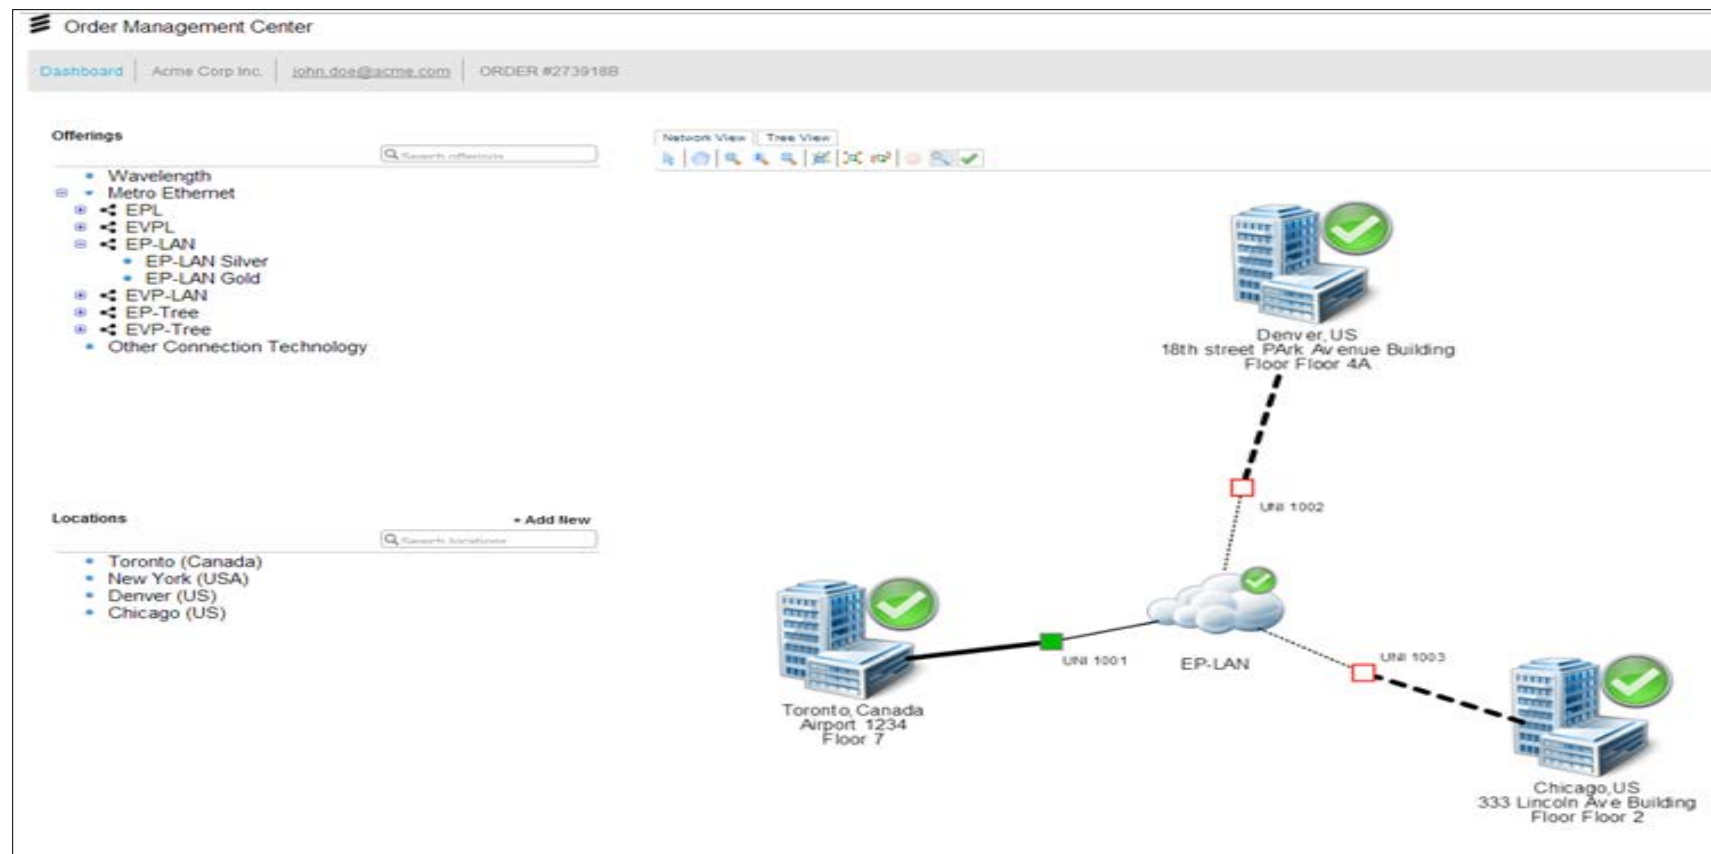 Order Management Center
Dashboard Acme Corp Inc. john.doe@acme.com ORDER #273918B
Offerings
Search offerings
Wavelength
Metro Ethernet
EPL
EVPL
EP-LAN
EP-LAN Silver
EP-LAN Gold
EVP-LAN
EP-Tree
EVP-Tree
Other Connection Technology
Locations + Add New
Search locations
Toronto (Canada)
New York (USA)
Denver (US)
Chicago (US)
Network View Tree View
Denver,US
18th street PArk Avenue Building
Floor Floor 4A
UNI 1002
UNI 1001
EP-LAN
UNI 1003
Toronto,Canada
Airport 1234
Floor 7
Chicago,US
333 Lincoln Ave Building
Floor Floor 2